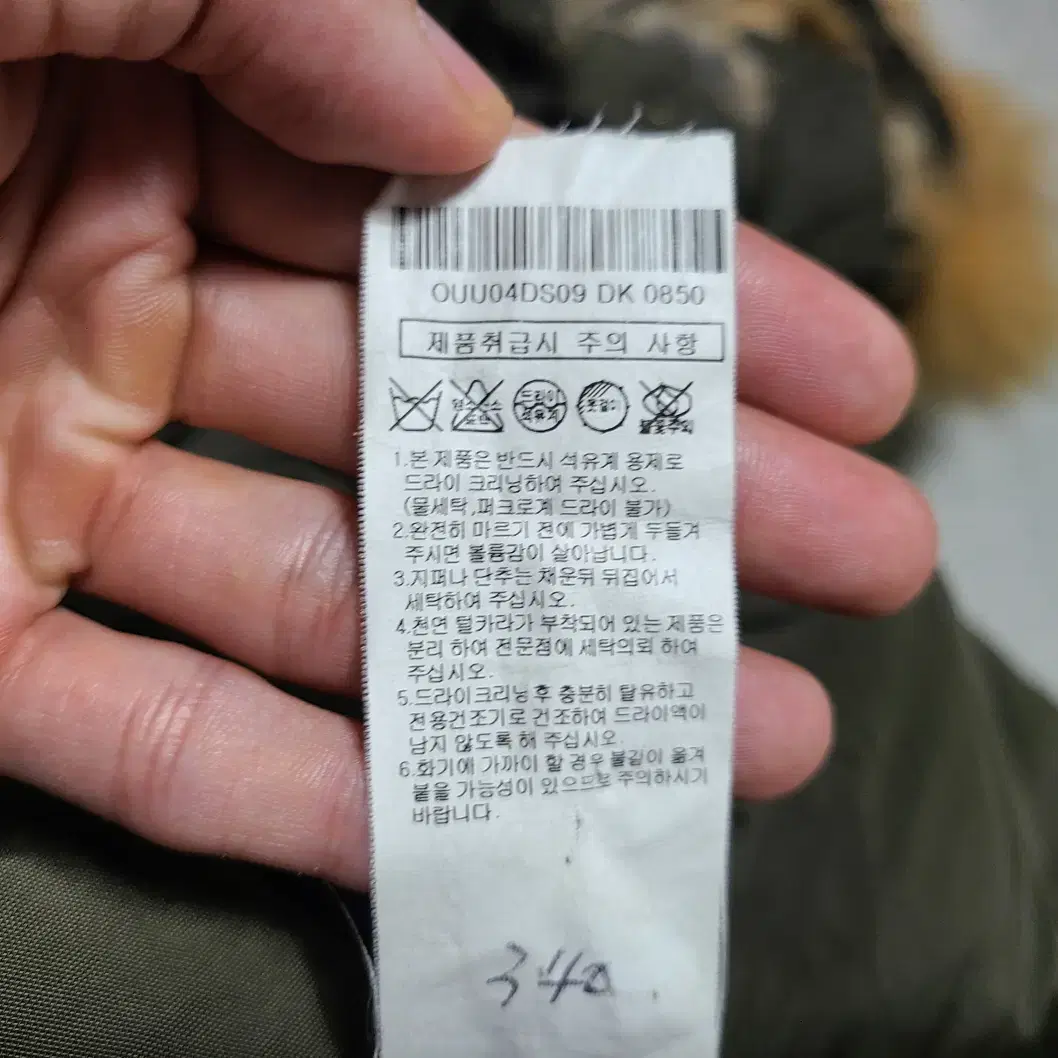 OUU04DS09 DK 0850
제품취급시 주의 사항
드라이
석유계
옷걸이
불꽃주의
1.본 제품은 반드시 석유계 용제로
드라이 크리닝하여 주십시오.
(물세탁,퍼크로계 드라이 불가)
2.완전히 마르기 전에 가볍게 두들겨
주시면 볼륨감이 살아납니다.
3.지퍼나 단추는 채운뒤 뒤집어서
세탁하여 주십시오.
4.천연 털카라가 부착되어 있는 제품은
분리 하여 전문점에 세탁의뢰 하여
주십시오.
5.드라이크리닝후 충분히 탈유하고
전용건조기로 건조하여 드라이액이
남지 않도록 해 주십시오.
6.화기에 가까이 할 경우 불길이 옮겨
붙을 가능성이 있으므로 주의하시기
바랍니다.
340